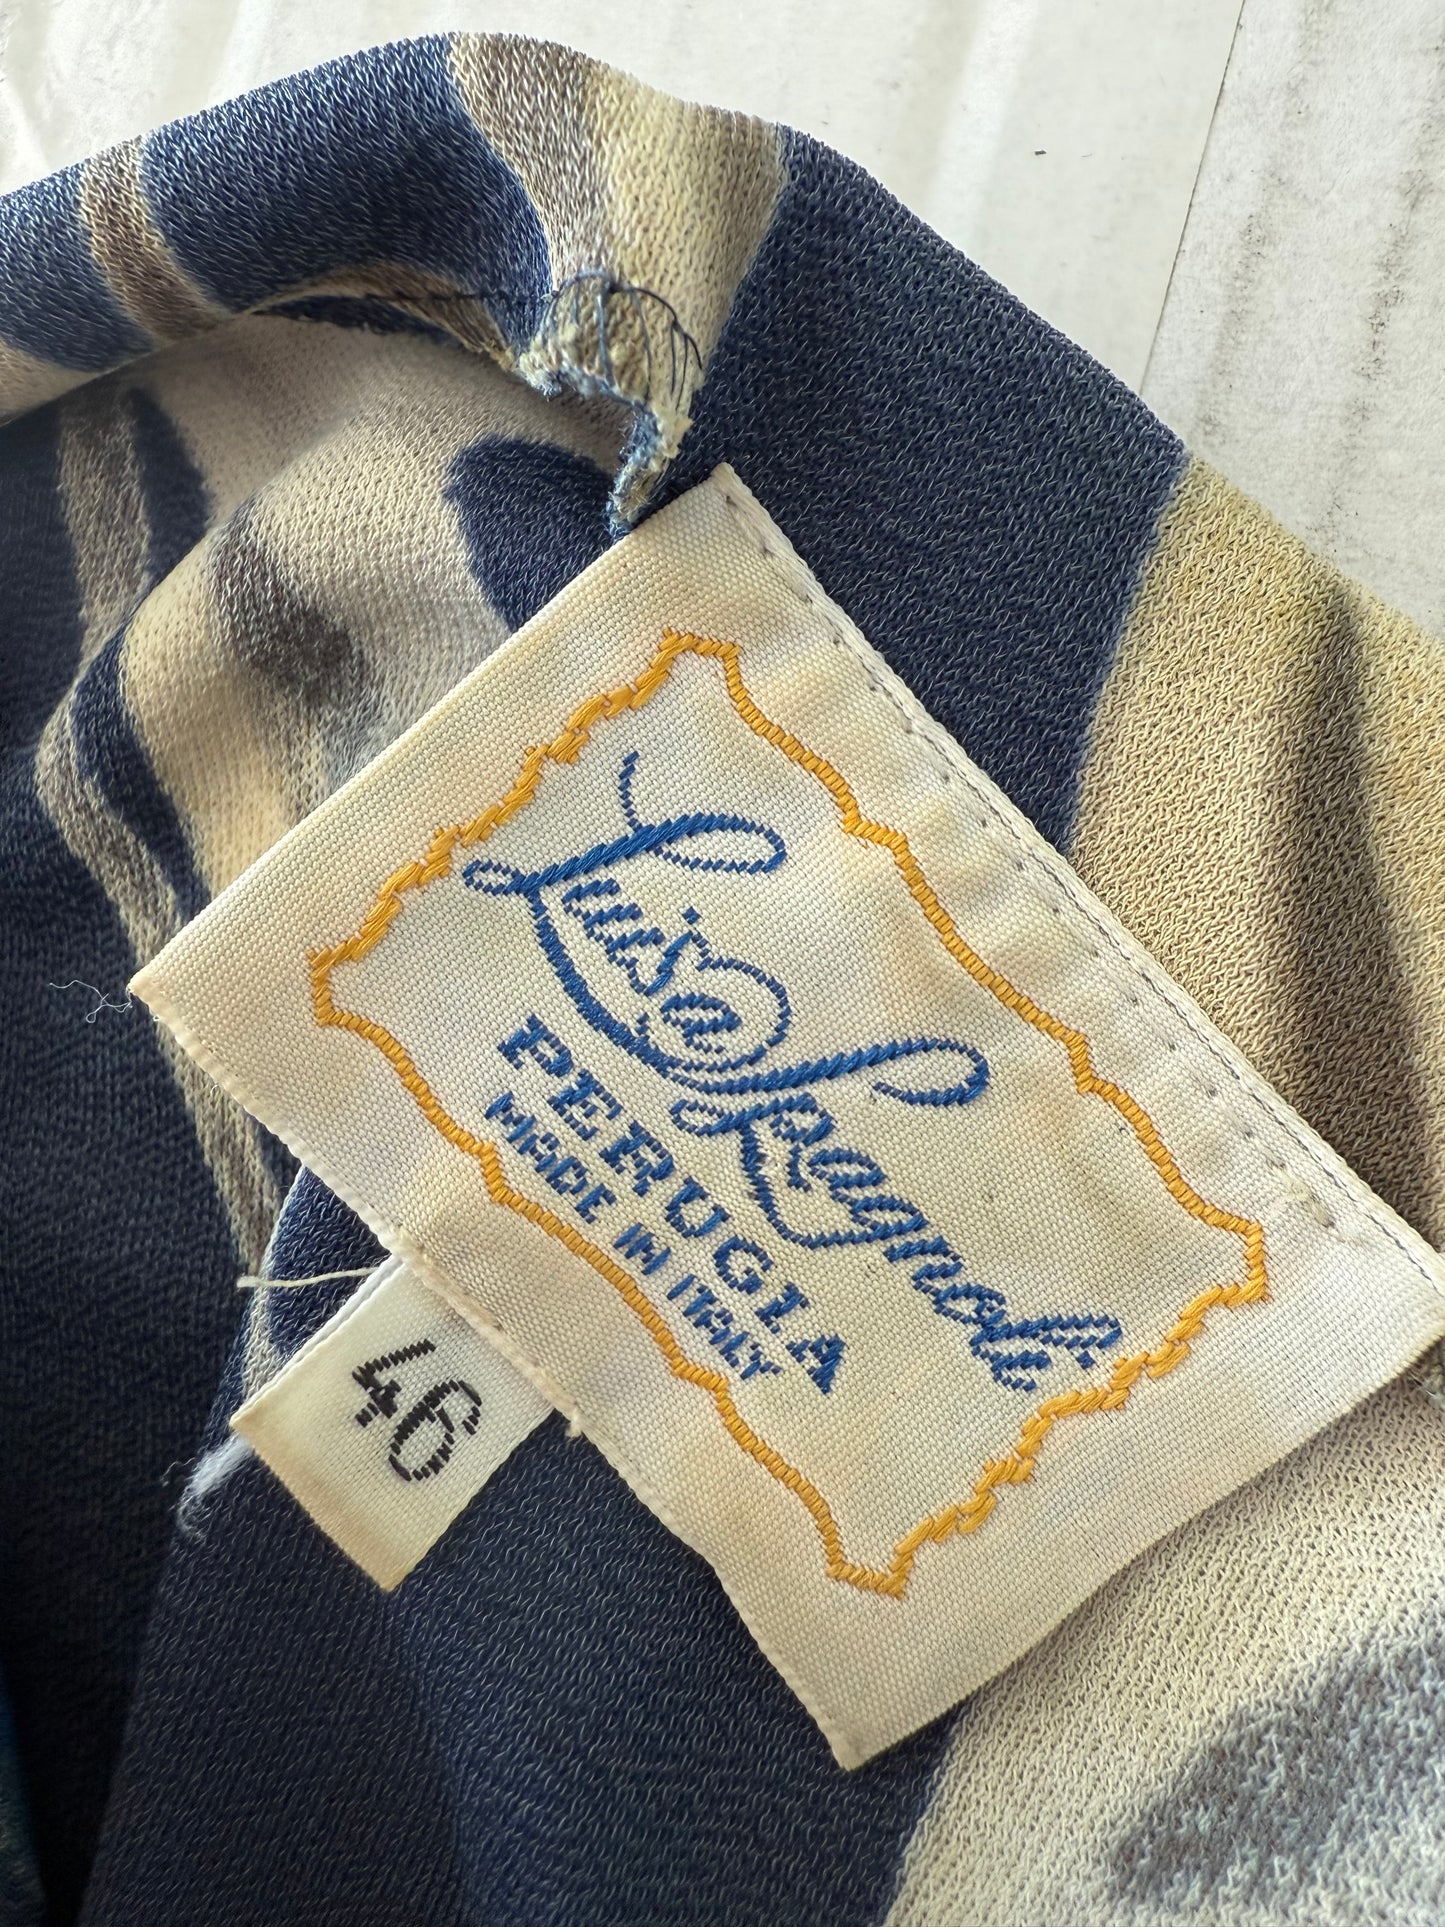 Luisa Spagnoli
PERUGIA
MADE IN ITALY
46